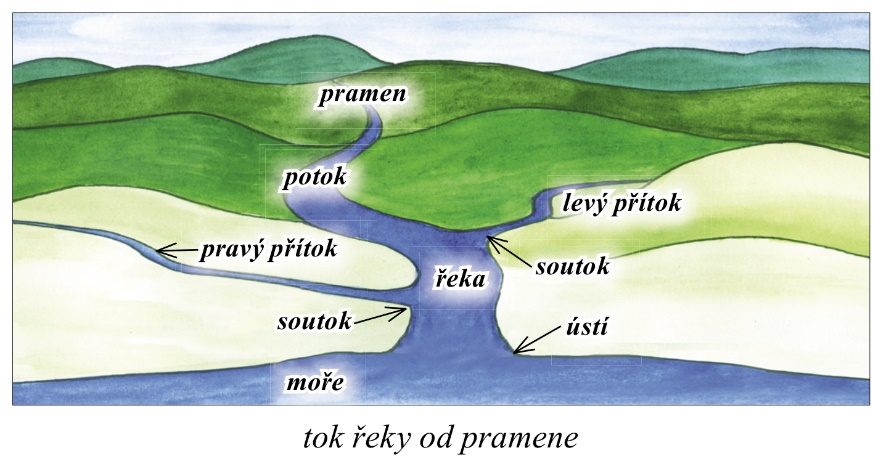 pramen
potok
levý přítok
pravý přítok
soutok
řeka
soutok
ústí
moře
tok řeky od pramene